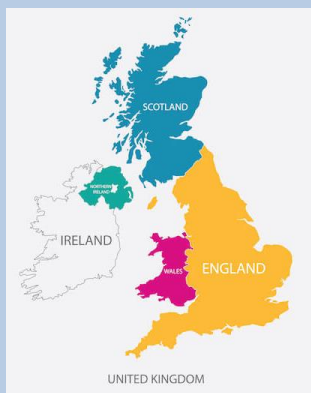 SCOTLAND
NORTHERN
IRELAND
IRELAND
WALES
ENGLAND
UNITED KINGDOM